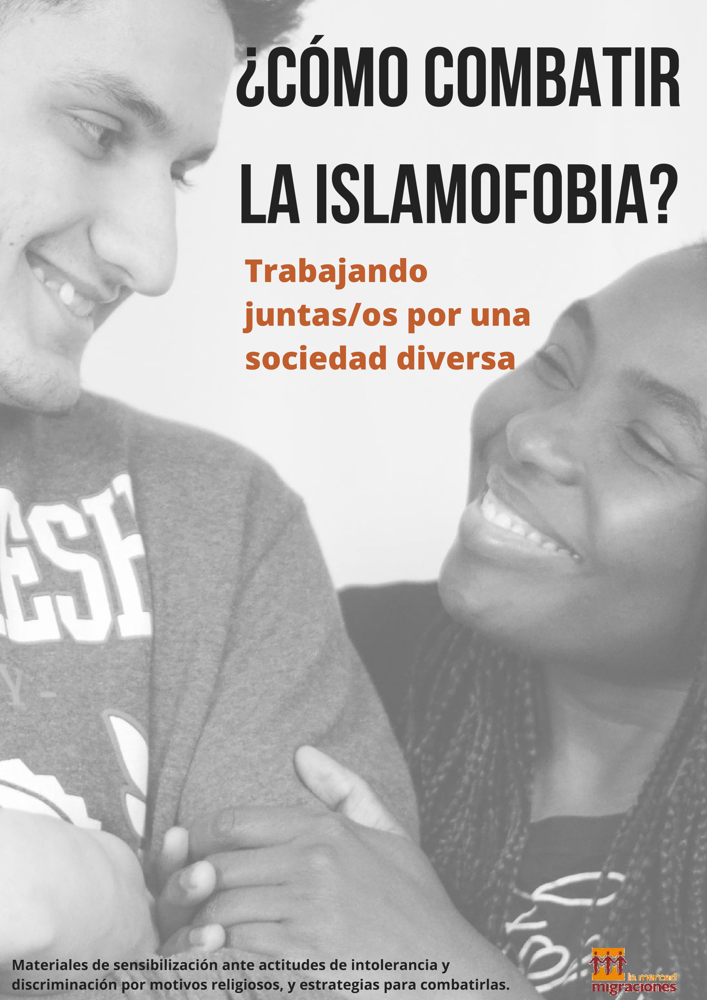 ¿CÓMO COMBATIR
LA ISLAMOFOBIA?
Trabajando
juntas/os por una
sociedad diversa
ESH
Y -
Materiales de sensibilización ante actitudes de intolerancia y
discriminación por motivos religiosos, y estrategias para combatirlas.
la merced
migraciones